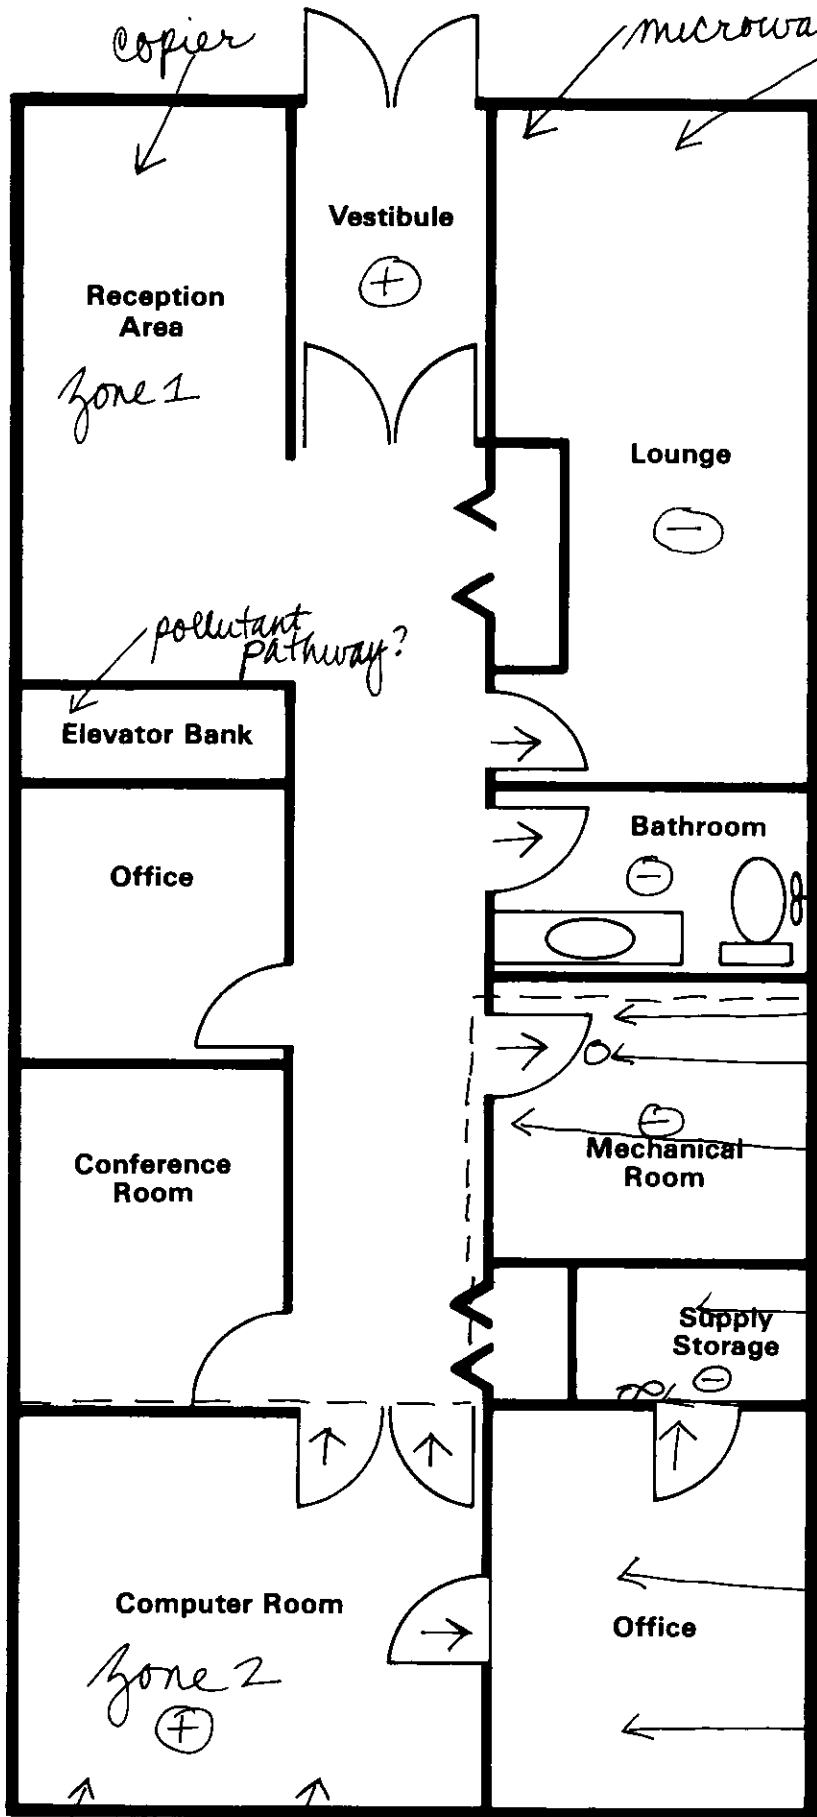 copier
microwa
Vestibule
+
Reception
Area
Zone 1
Lounge
−
pollutant
pathway?
Elevator Bank
Office
Bathroom
−
Conference
Room
−
Mechanical
Room
Supply
Storage
−
Computer Room
Zone 2
+
Office